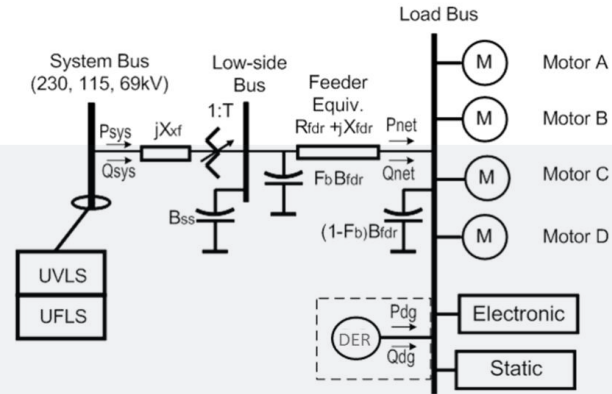 Load Bus
System Bus
(230, 115, 69kV)
Low-side
Bus
Feeder
Equiv.
Rfdr +jXfdr
1:T
jXxf
Psys
Qsys
Pnet
Qnet
FbBfdr
Bss
(1-Fb)Bfdr
M
Motor A
M
Motor B
M
Motor C
M
Motor D
UVLS
UFLS
DER
Pdg
Qdg
Electronic
Static